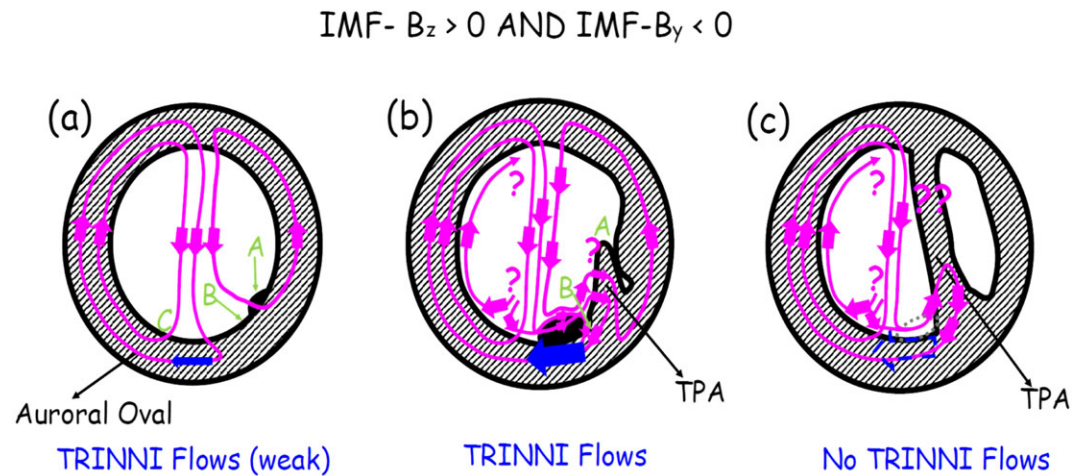 IMF- Bz > 0 AND IMF-By < 0
(a)
(b)
(c)
A
B
C
?
?
?
A
B
?
?
?
?
?
Auroral Oval
TPA
TPA
TRINNI Flows (weak)
TRINNI Flows
No TRINNI Flows